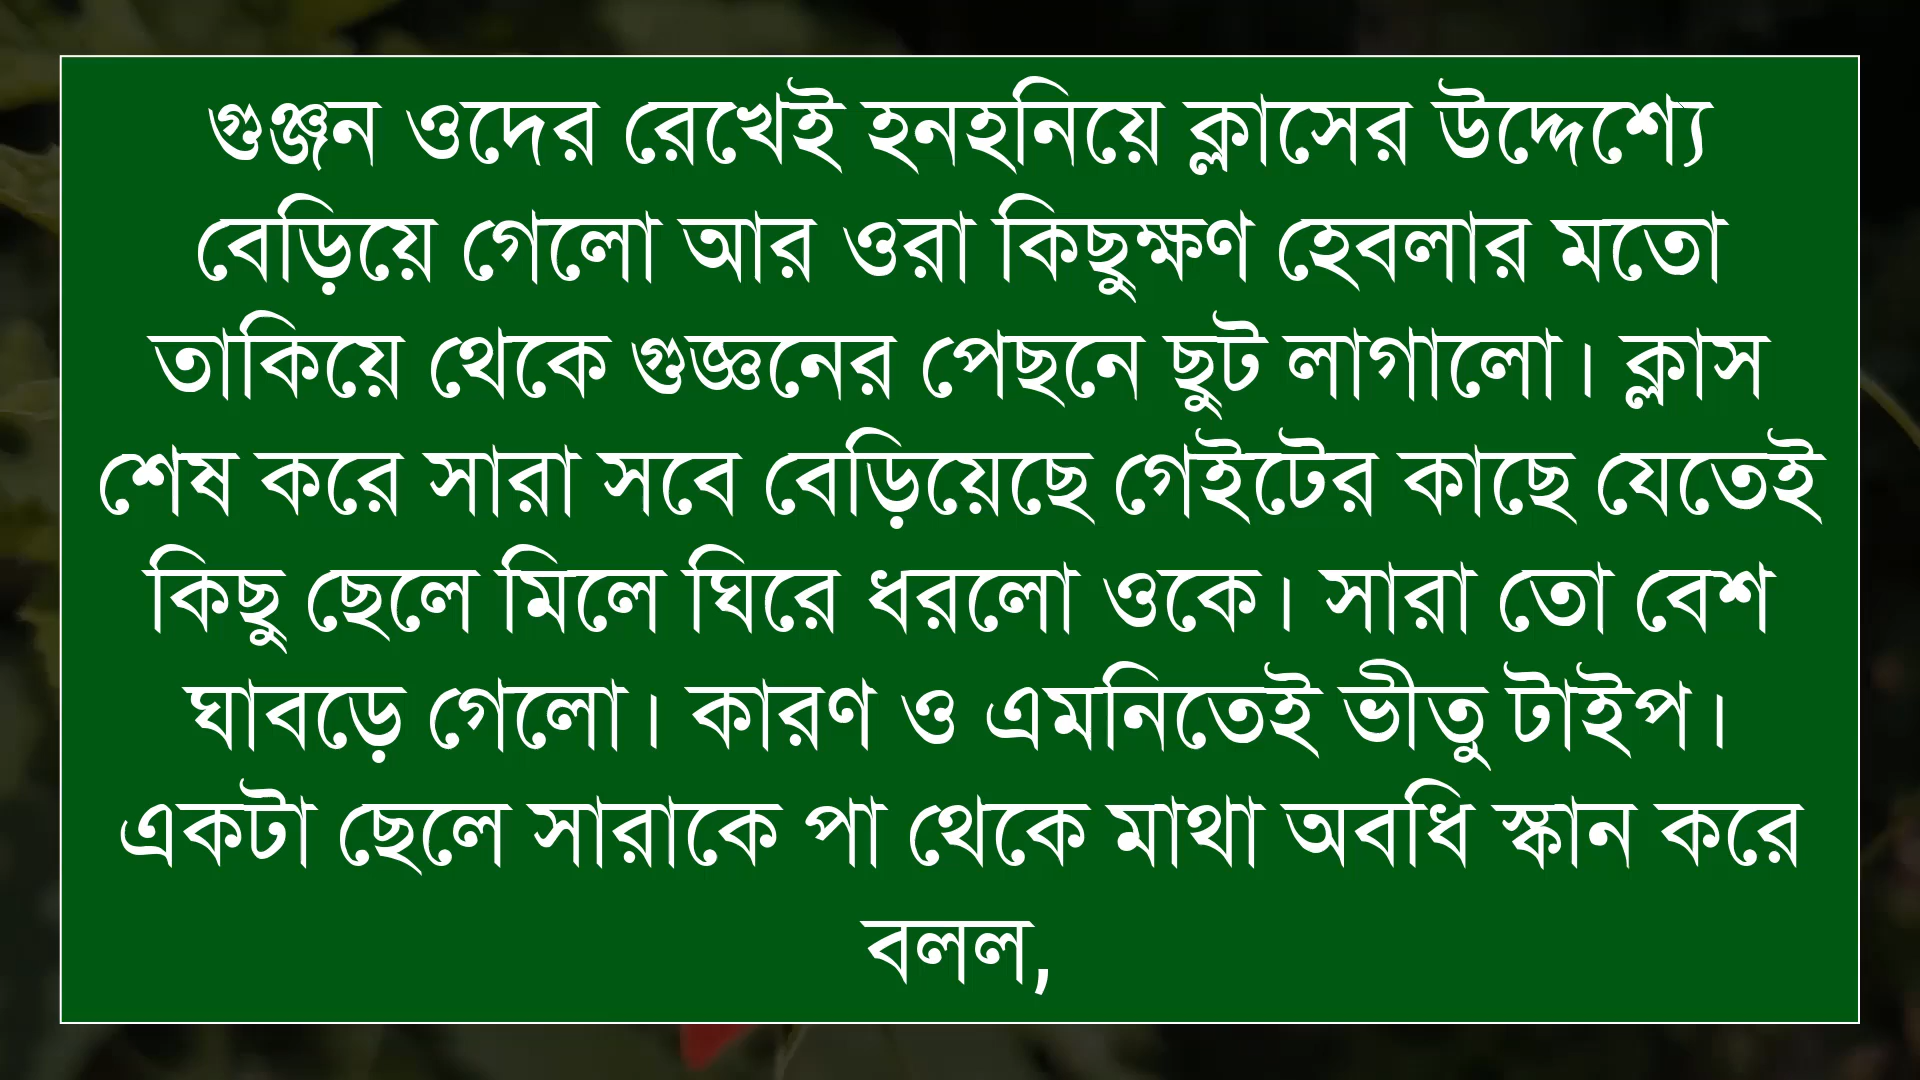 গুঞ্জন ওদের রেখেই হনহনিয়ে ক্লাসের উদ্দেশ্যে
বেড়িয়ে গেলো আর ওরা কিছুক্ষণ হেবলার মতো
তাকিয়ে থেকে গুজ্ঞনের পেছনে ছুট লাগালো। ক্লাস
শেষ করে সারা সবে বেড়িয়েছে গেইটের কাছে যেতেই
কিছু ছেলে মিলে ঘিরে ধরলো ওকে। সারা তো বেশ
ঘাবড়ে গেলো। কারণ ও এমনিতেই ভীতু টাইপ।
একটা ছেলে সারাকে পা থেকে মাথা অবধি স্কান করে
বলল,